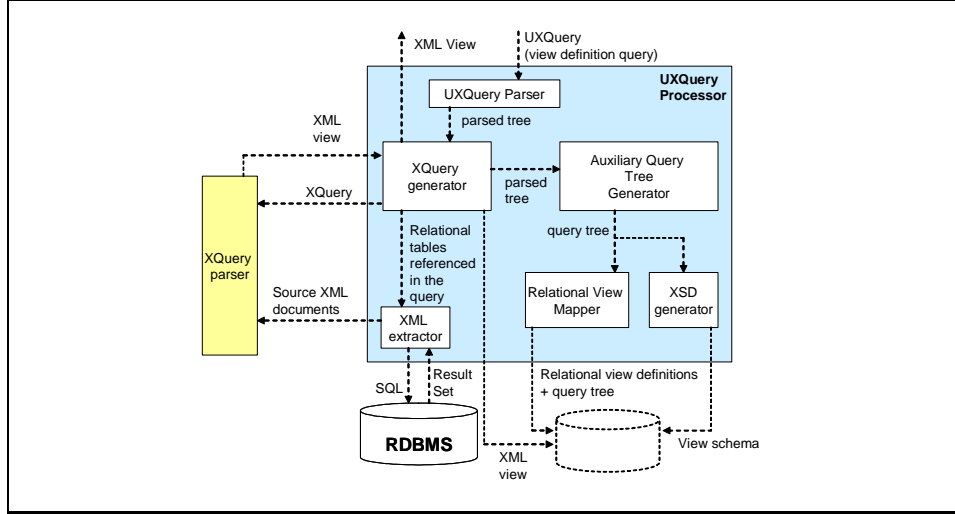 XML View
UXQuery
(view definition query)
UXQuery
Processor
UXQuery Parser
parsed tree
XML
view
XQuery
generator
parsed
tree
Auxiliary Query
Tree
Generator
XQuery
XQuery
parser
Relational
tables
referenced
in the
query
query tree
Source XML
documents
XML
extractor
Relational View
Mapper
XSD
generator
SQL
Result
Set
Relational view definitions
+ query tree
RDBMS
XML
view
View schema